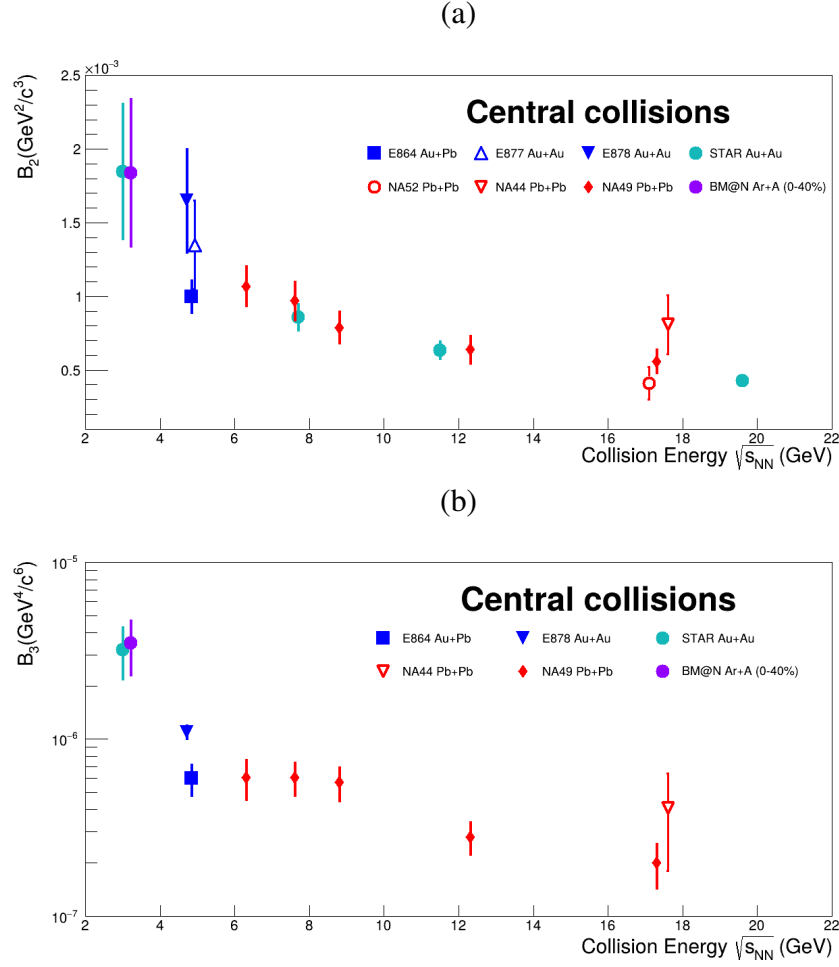 (a)
×10⁻³
B₂(GeV²/c³)
2.5
2
1.5
1
0.5
Central collisions
E864 Au+Pb
E877 Au+Au
E878 Au+Au
STAR Au+Au
NA52 Pb+Pb
NA44 Pb+Pb
NA49 Pb+Pb
BM@N Ar+A (0-40%)
2 4 6 8 10 12 14 16 18 20 22
Collision Energy √s_NN (GeV)
(b)
B₃(GeV⁴/c⁶)
10⁻⁵
10⁻⁶
10⁻⁷
Central collisions
E864 Au+Pb
E878 Au+Au
STAR Au+Au
NA44 Pb+Pb
NA49 Pb+Pb
BM@N Ar+A (0-40%)
2 4 6 8 10 12 14 16 18 20 22
Collision Energy √s_NN (GeV)